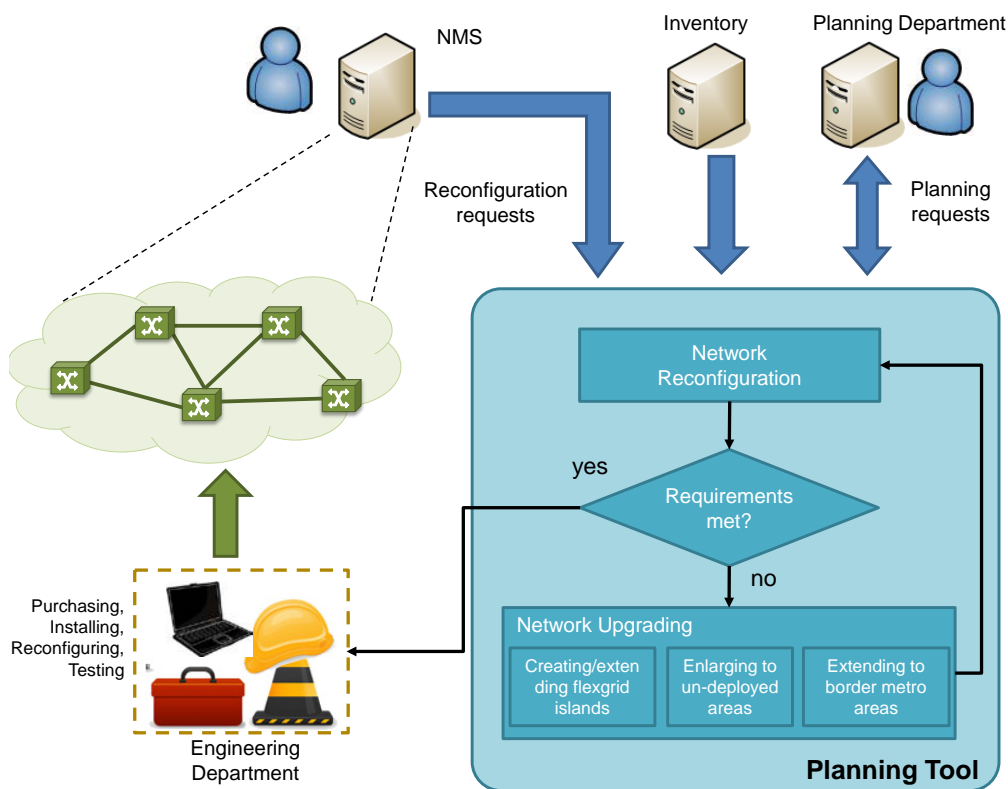 NMS
Inventory
Planning Department
Reconfiguration
requests
Planning
requests
Network
Reconfiguration
yes
Requirements
met?
no
Network Upgrading
Creating/exten
ding flexgrid
islands
Enlarging to
un-deployed
areas
Extending to
border metro
areas
Planning Tool
Purchasing,
Installing,
Reconfiguring,
Testing
Engineering
Department